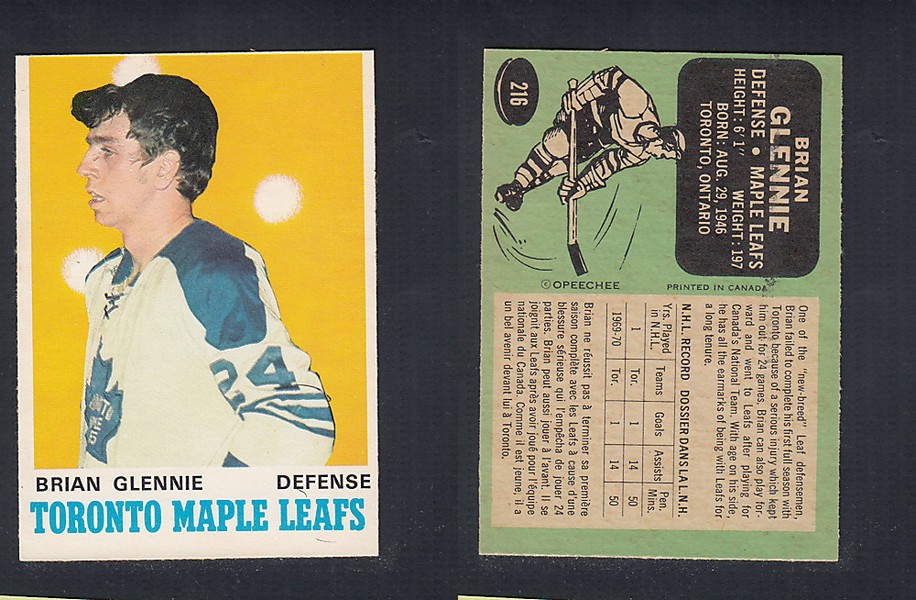 24
BRIAN GLENNIE DEFENSE
TORONTO MAPLE LEAFS
216
BRIAN
GLENNIE
DEFENSE • MAPLE LEAFS
HEIGHT: 6'1" WEIGHT: 197
BORN: AUG. 29, 1946
TORONTO, ONTARIO
© OPEECHEE PRINTED IN CANADA
One of the "new-breed" Leaf defensemen,
Brian failed to complete his first full season with
Toronto because of a serious injury which kept
him out for 24 games, Brian can also play for-
ward and went to Leafs after playing for
Canada's National Team. With age on his side,
he has all the earmarks of being with Leafs for
a long tenure.
N.H.L. RECORD DOSSIER DANS LA L.N.H.
Yrs. Played in N.H.L. Teams Goals Assists Pen. Mins.
1 Tor. 1 14 50
1969-70 Tor. 1 14 50
Brian ne réussit pas à terminer sa première
saison complète avec les Leafs à cause d'une
blessure sérieuse qui l'empêcha de jouer 24
parties. Brian peut aussi jouer à l'avant. Il se
joignit aux Leafs après avoir joué pour l'équipe
nationale du Canada. Comme il est jeune, il a
un bel avenir devant lui à Toronto.